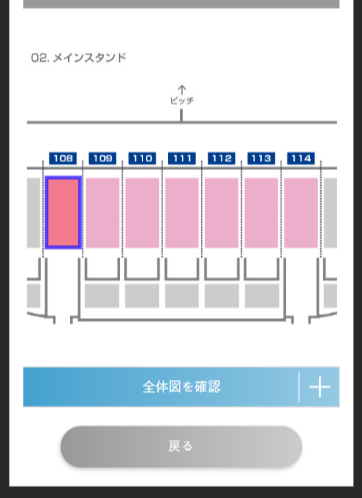 02. メインスタンド
↑
ピッチ
108 109 110 111 112 113 114
全体図を確認 +
戻る